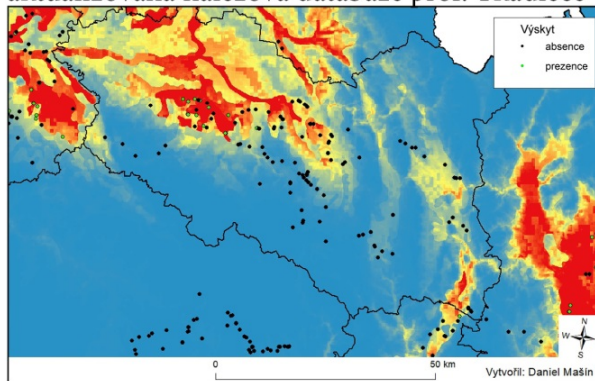 Výskyt
absence
prezence
N
W E
S
0 50 km
Vytvořil: Daniel Mašín